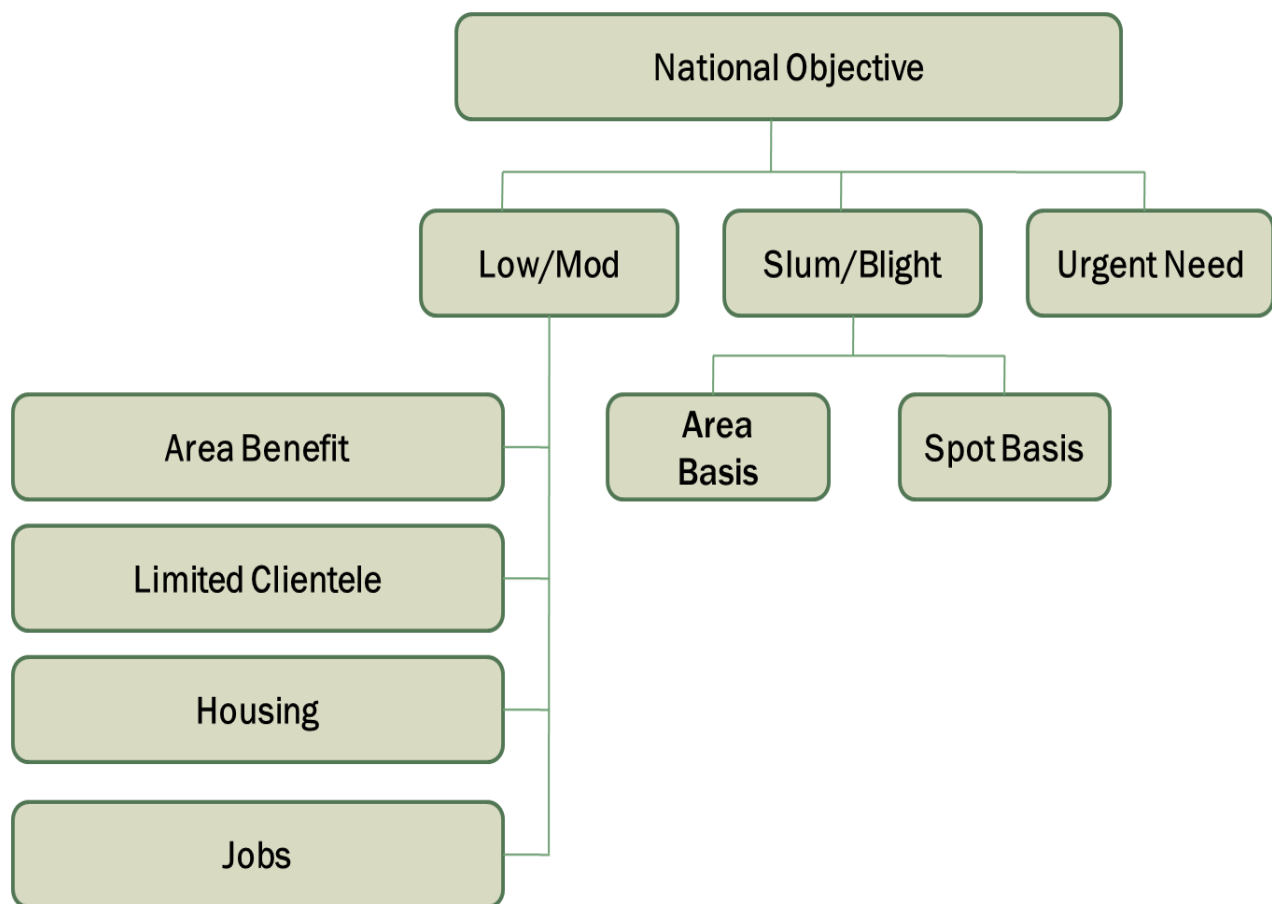 National Objective
Low/Mod
Slum/Blight
Urgent Need
Area Benefit
Area
Basis
Spot Basis
Limited Clientele
Housing
Jobs